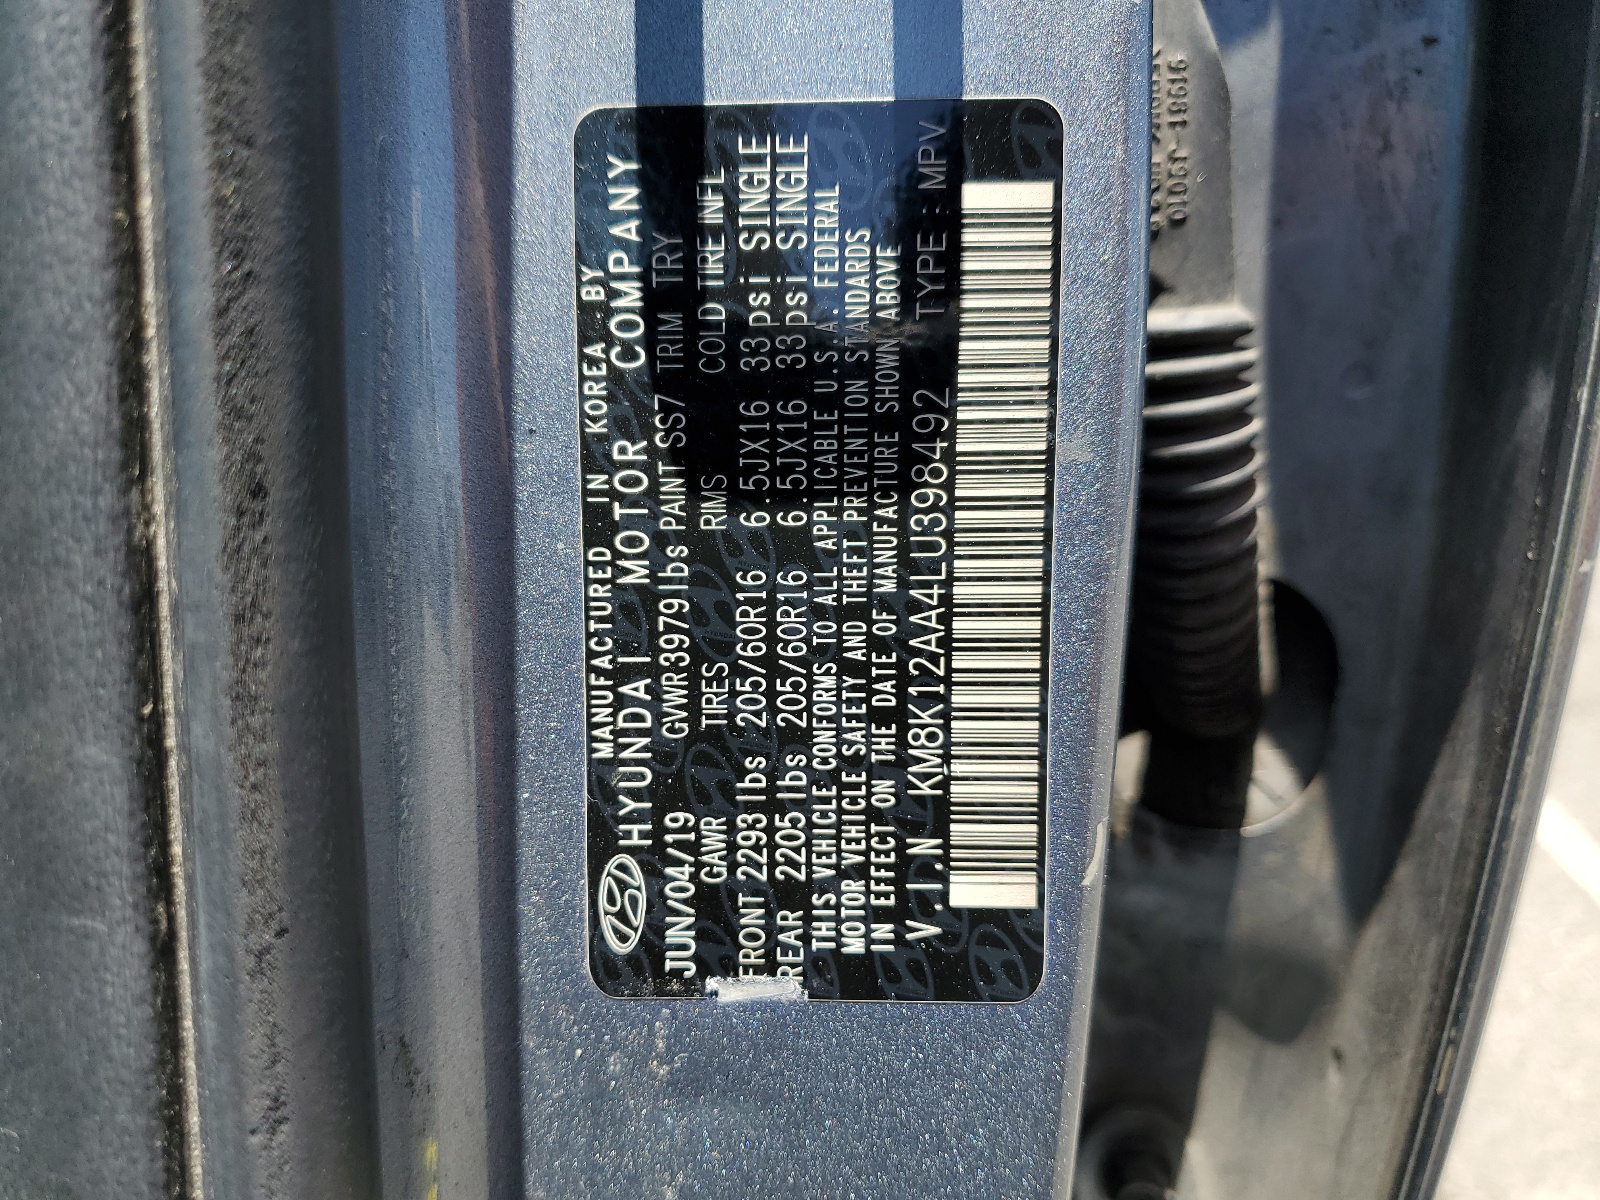 MANUFACTURED IN KOREA BY
HYUNDAI MOTOR COMPANY
JUN/04/19 GVWR 3979 lbs PAINT SS7 TRIM TRY
GAWR TIRES RIMS COLD TIRE INFL
FRONT 2293 lbs 205/60R16 6.5JX16 33 psi SINGLE
REAR 2205 lbs 205/60R16 6.5JX16 33 psi SINGLE
THIS VEHICLE CONFORMS TO ALL APPLICABLE U.S.A. FEDERAL
MOTOR VEHICLE SAFETY AND THEFT PREVENTION STANDARDS
IN EFFECT ON THE DATE OF MANUFACTURE SHOWN ABOVE
V.I.N KM8K12AA4LU398492 TYPE : MPV